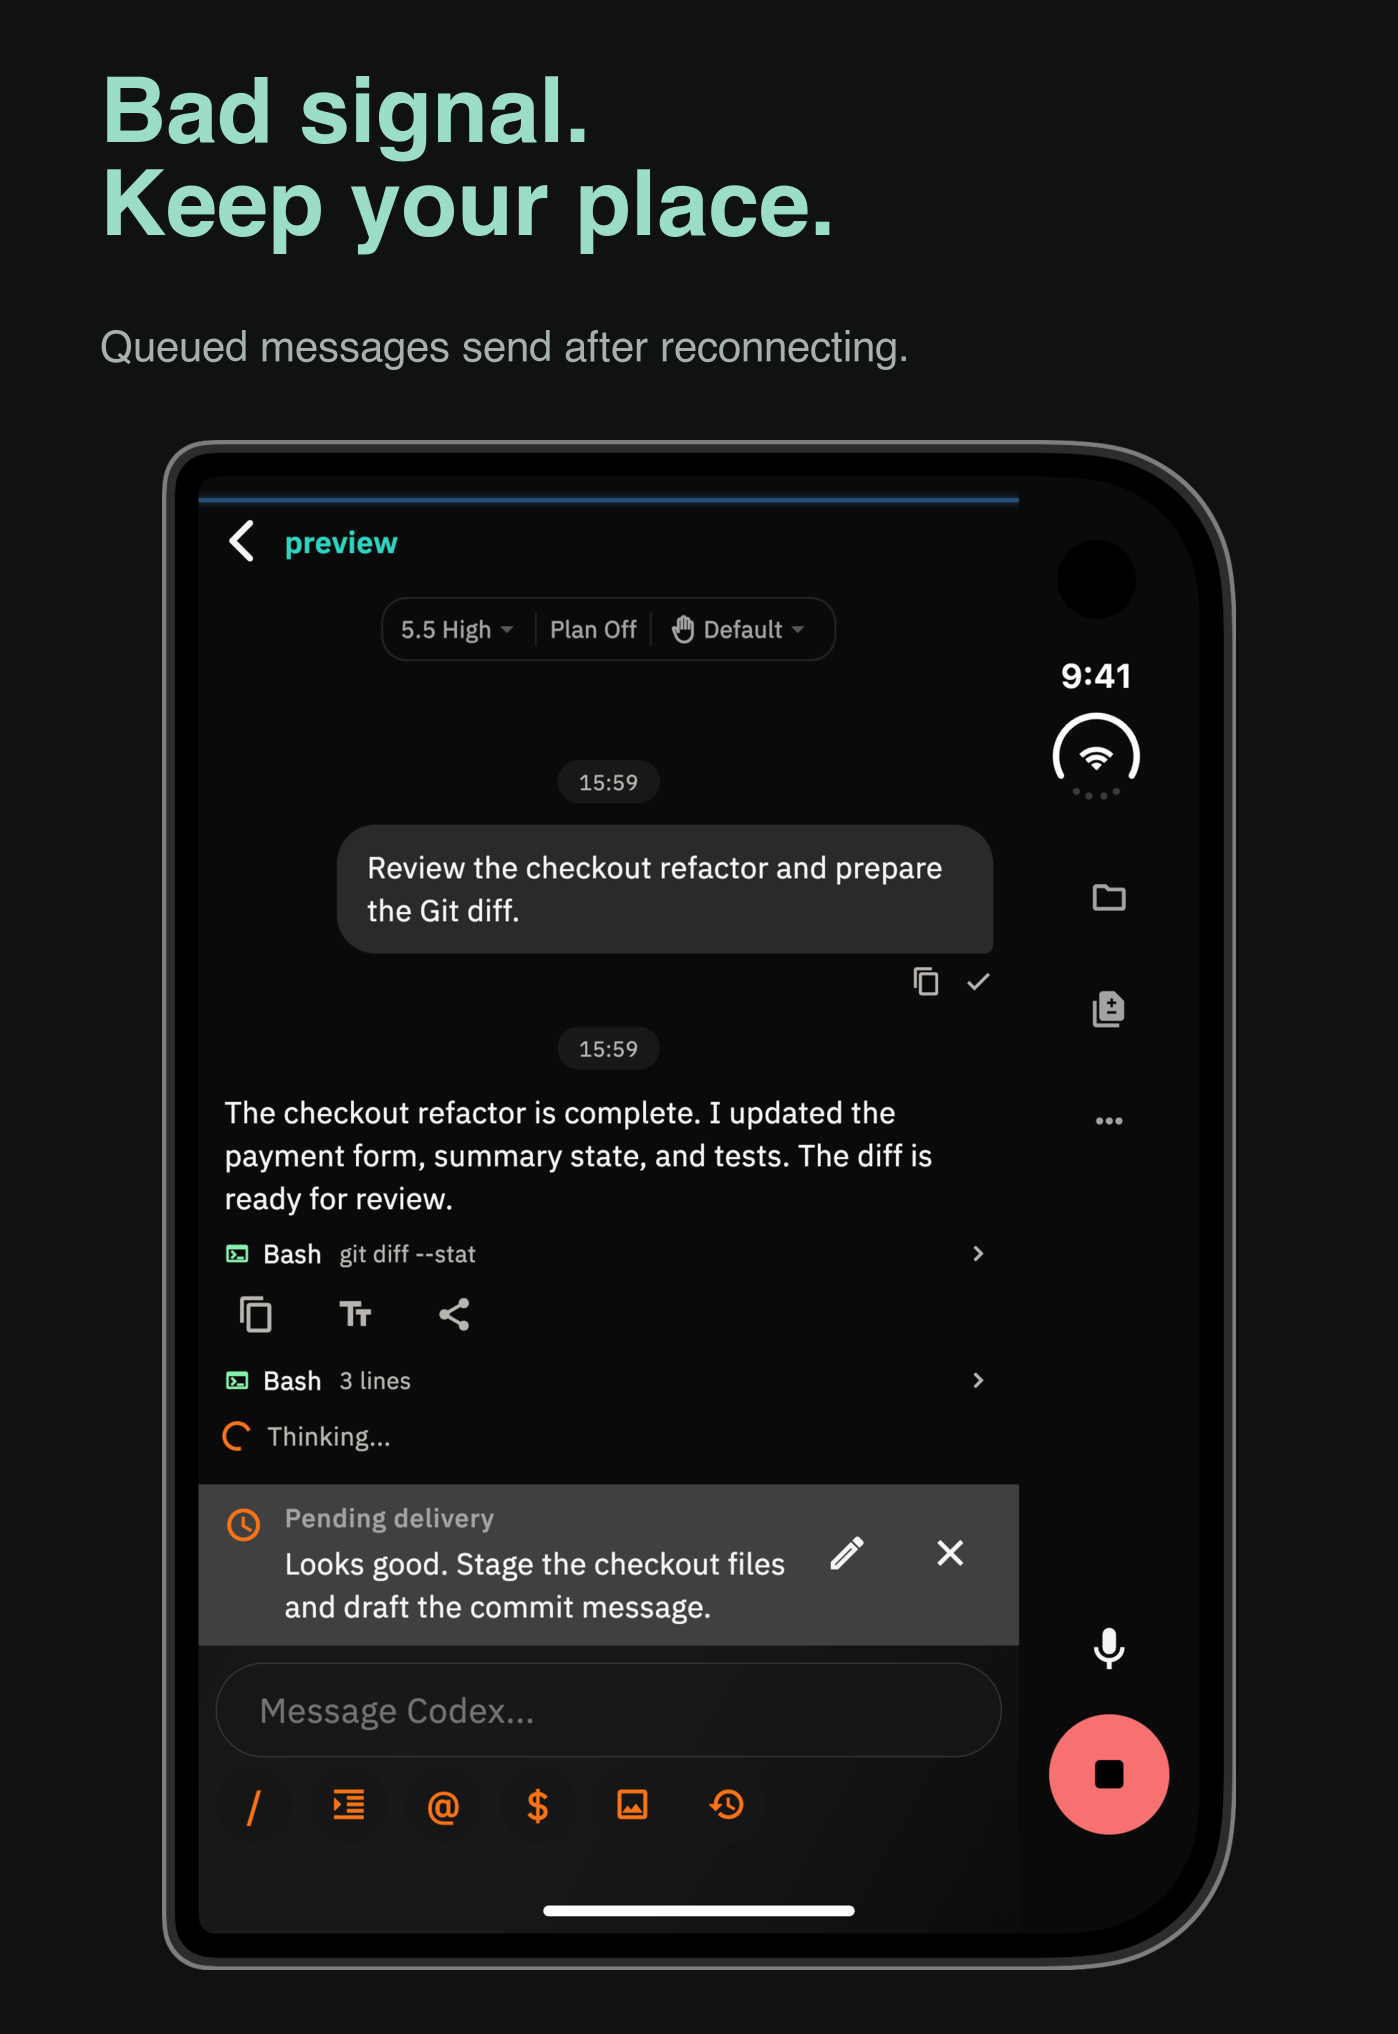 Bad signal.
Keep your place.
Queued messages send after reconnecting.
preview
5.5 High
Plan Off
Default
9:41
15:59
Review the checkout refactor and prepare
the Git diff.
15:59
The checkout refactor is complete. I updated the
payment form, summary state, and tests. The diff is
ready for review.
Bash git diff --stat
Bash 3 lines
Thinking...
Pending delivery
Looks good. Stage the checkout files
and draft the commit message.
Message Codex...
/ @ $